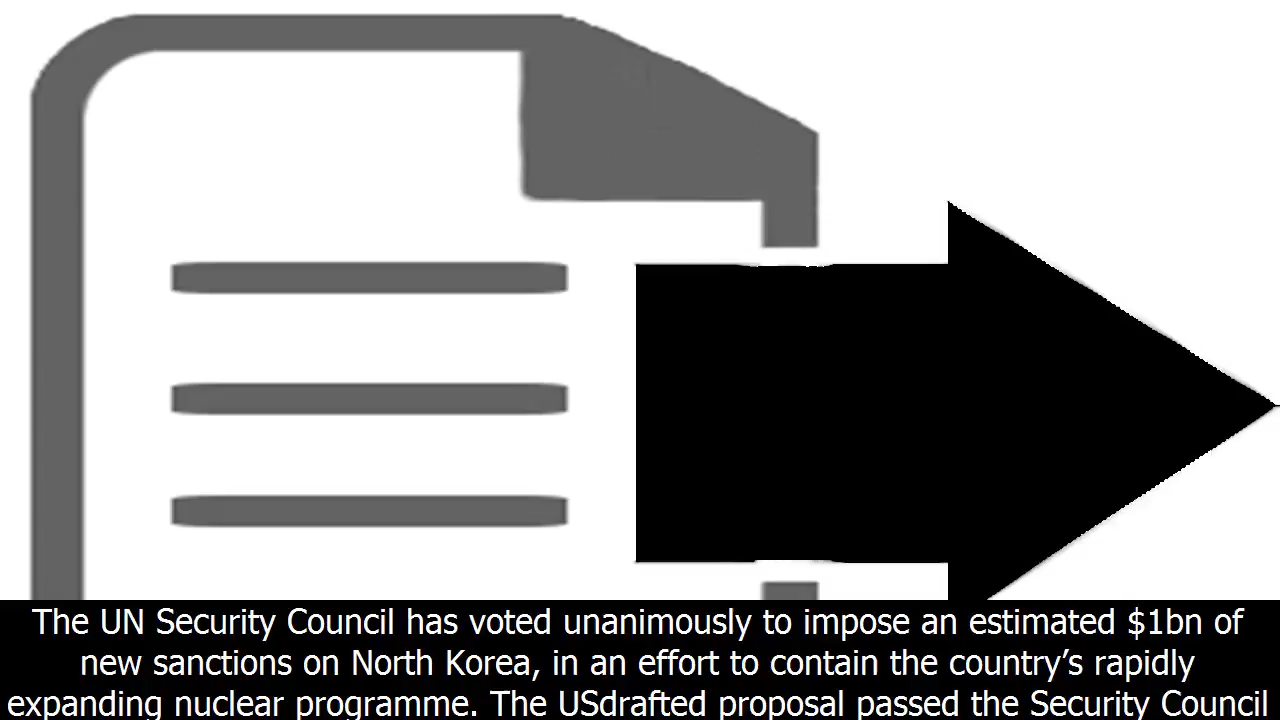 The UN Security Council has voted unanimously to impose an estimated $1bn of
new sanctions on North Korea, in an effort to contain the country’s rapidly
expanding nuclear programme. The USdrafted proposal passed the Security Council